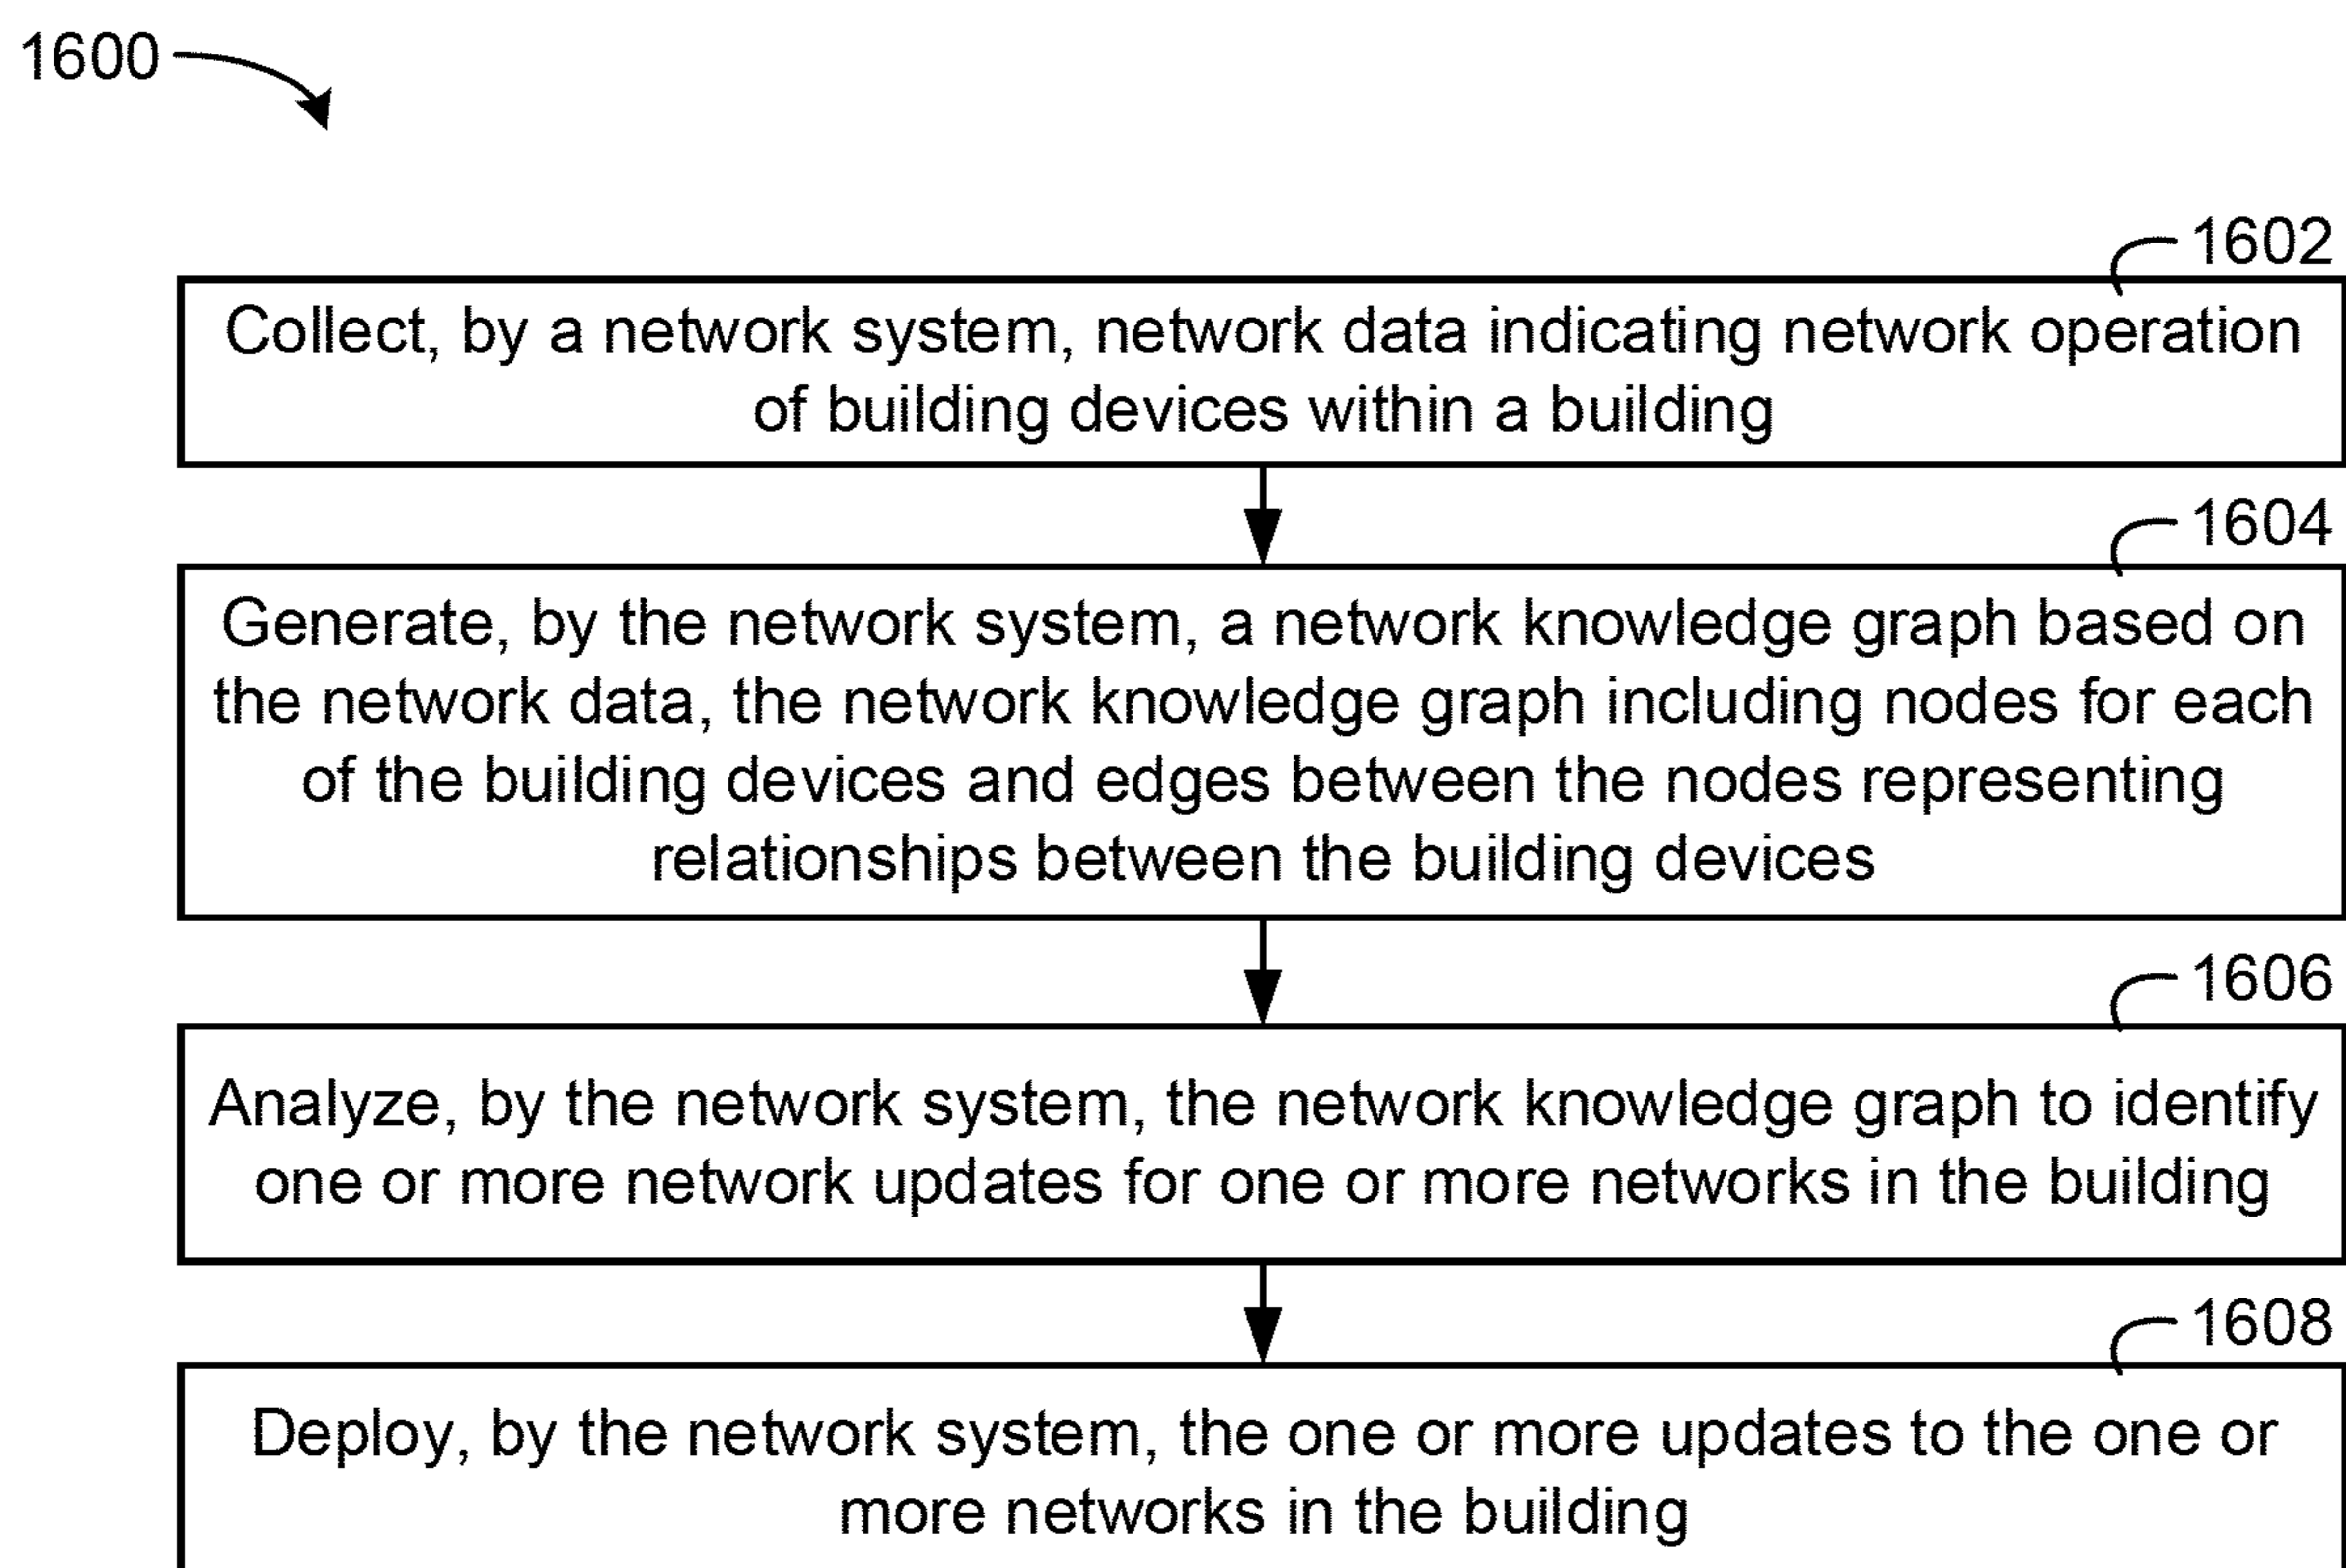 1600
1602
Collect, by a network system, network data indicating network operation
of building devices within a building
1604
Generate, by the network system, a network knowledge graph based on
the network data, the network knowledge graph including nodes for each
of the building devices and edges between the nodes representing
relationships between the building devices
1606
Analyze, by the network system, the network knowledge graph to identify
one or more network updates for one or more networks in the building
1608
Deploy, by the network system, the one or more updates to the one or
more networks in the building